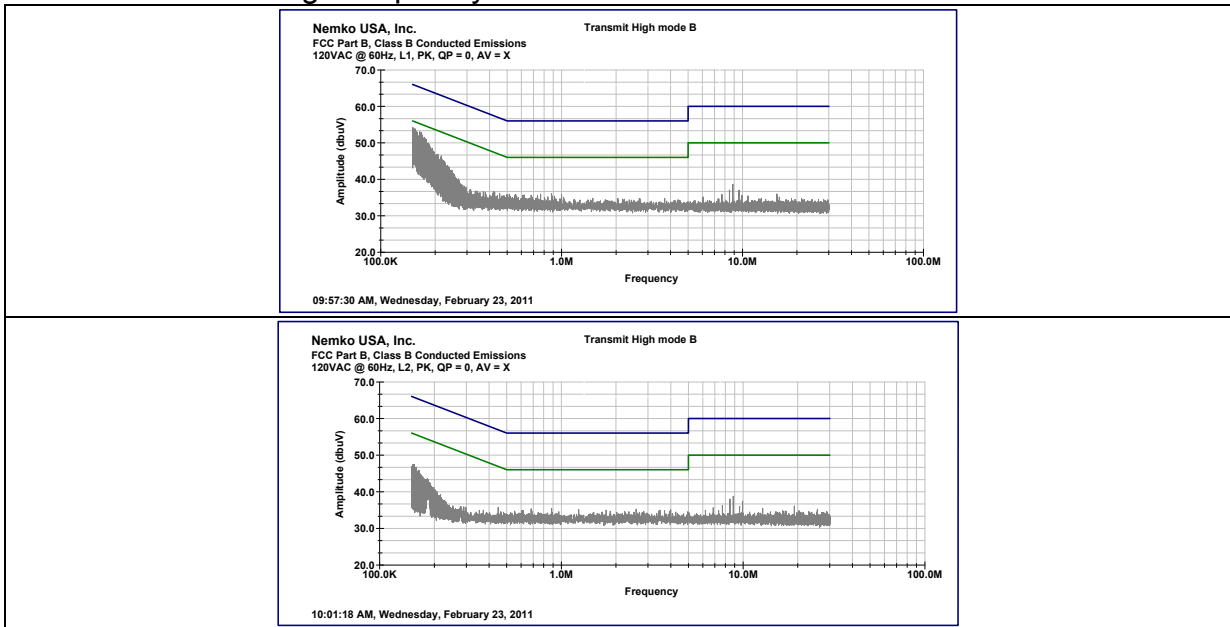 Nemko USA, Inc.
Transmit High mode B
FCC Part B, Class B Conducted Emissions
120VAC @ 60Hz, L1, PK, QP = 0, AV = X
70.0
60.0
50.0
40.0
30.0
20.0
Amplitude (dbuV)
100.0K
1.0M
10.0M
100.0M
Frequency
09:57:30 AM, Wednesday, February 23, 2011
Nemko USA, Inc.
Transmit High mode B
FCC Part B, Class B Conducted Emissions
120VAC @ 60Hz, L2, PK, QP = 0, AV = X
70.0
60.0
50.0
40.0
30.0
20.0
Amplitude (dbuV)
100.0K
1.0M
10.0M
100.0M
Frequency
10:01:18 AM, Wednesday, February 23, 2011